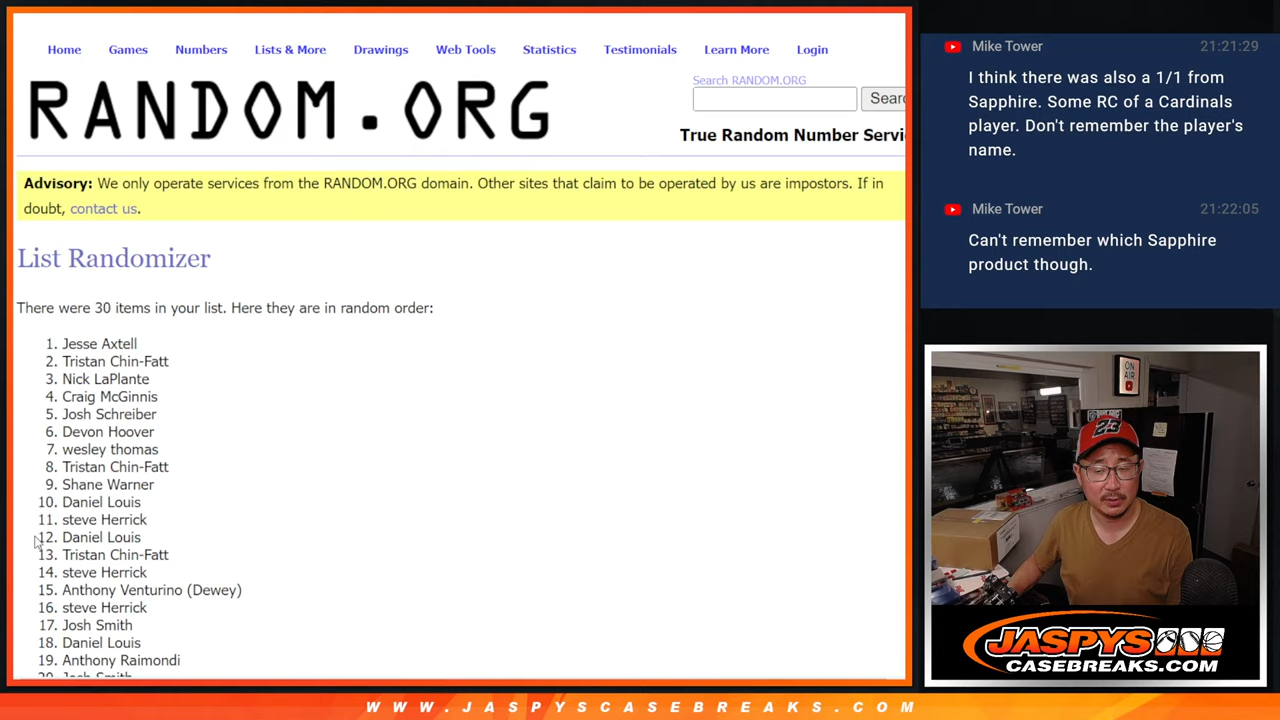 Home Games Numbers Lists & More Drawings Web Tools Statistics Testimonials Learn More Login
RANDOM.ORG
Search RANDOM.ORG
Sear
True Random Number Servi
Advisory: We only operate services from the RANDOM.ORG domain. Other sites that claim to be operated by us are impostors. If in
doubt, contact us.
List Randomizer
There were 30 items in your list. Here they are in random order:
1. Jesse Axtell
2. Tristan Chin-Fatt
3. Nick LaPlante
4. Craig McGinnis
5. Josh Schreiber
6. Devon Hoover
7. wesley thomas
8. Tristan Chin-Fatt
9. Shane Warner
10. Daniel Louis
11. steve Herrick
12. Daniel Louis
13. Tristan Chin-Fatt
14. steve Herrick
15. Anthony Venturino (Dewey)
16. steve Herrick
17. Josh Smith
18. Daniel Louis
19. Anthony Raimondi
20. Josh Smith
Mike Tower 21:21:29
I think there was also a 1/1 from
Sapphire. Some RC of a Cardinals
player. Don't remember the player's
name.
Mike Tower 21:22:05
Can't remember which Sapphire
product though.
ON
AIR
JASPYS
CASEBREAKS.COM
WWW.JASPYSCASEBREAKS.COM